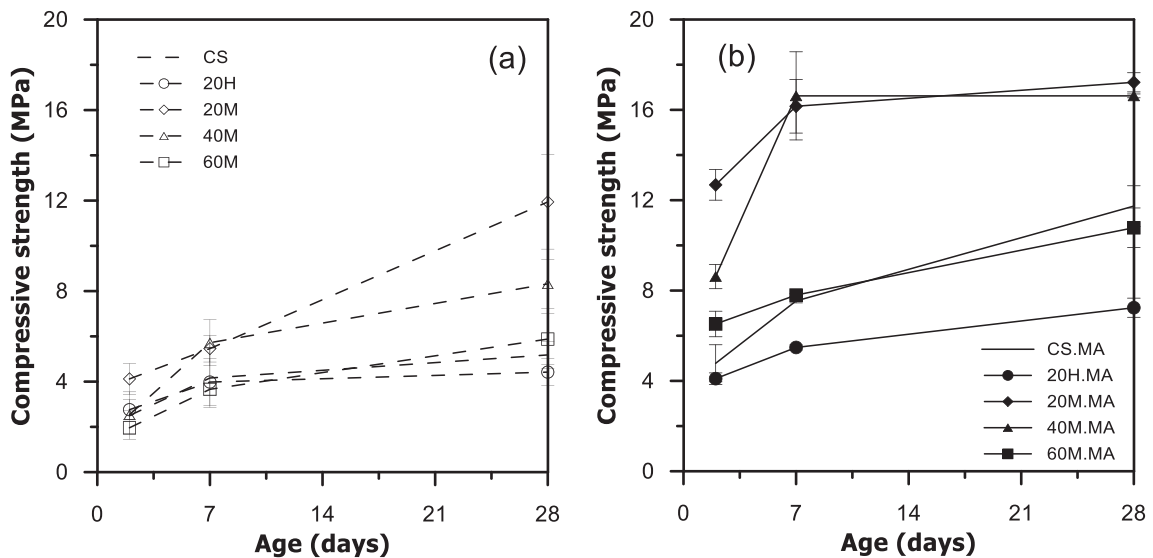 (a)
Compressive strength (MPa)
20
16
12
8
4
0
CS
20H
20M
40M
60M
0 7 14 21 28
Age (days)
(b)
Compressive strength (MPa)
20
16
12
8
4
0
CS.MA
20H.MA
20M.MA
40M.MA
60M.MA
0 7 14 21 28
Age (days)